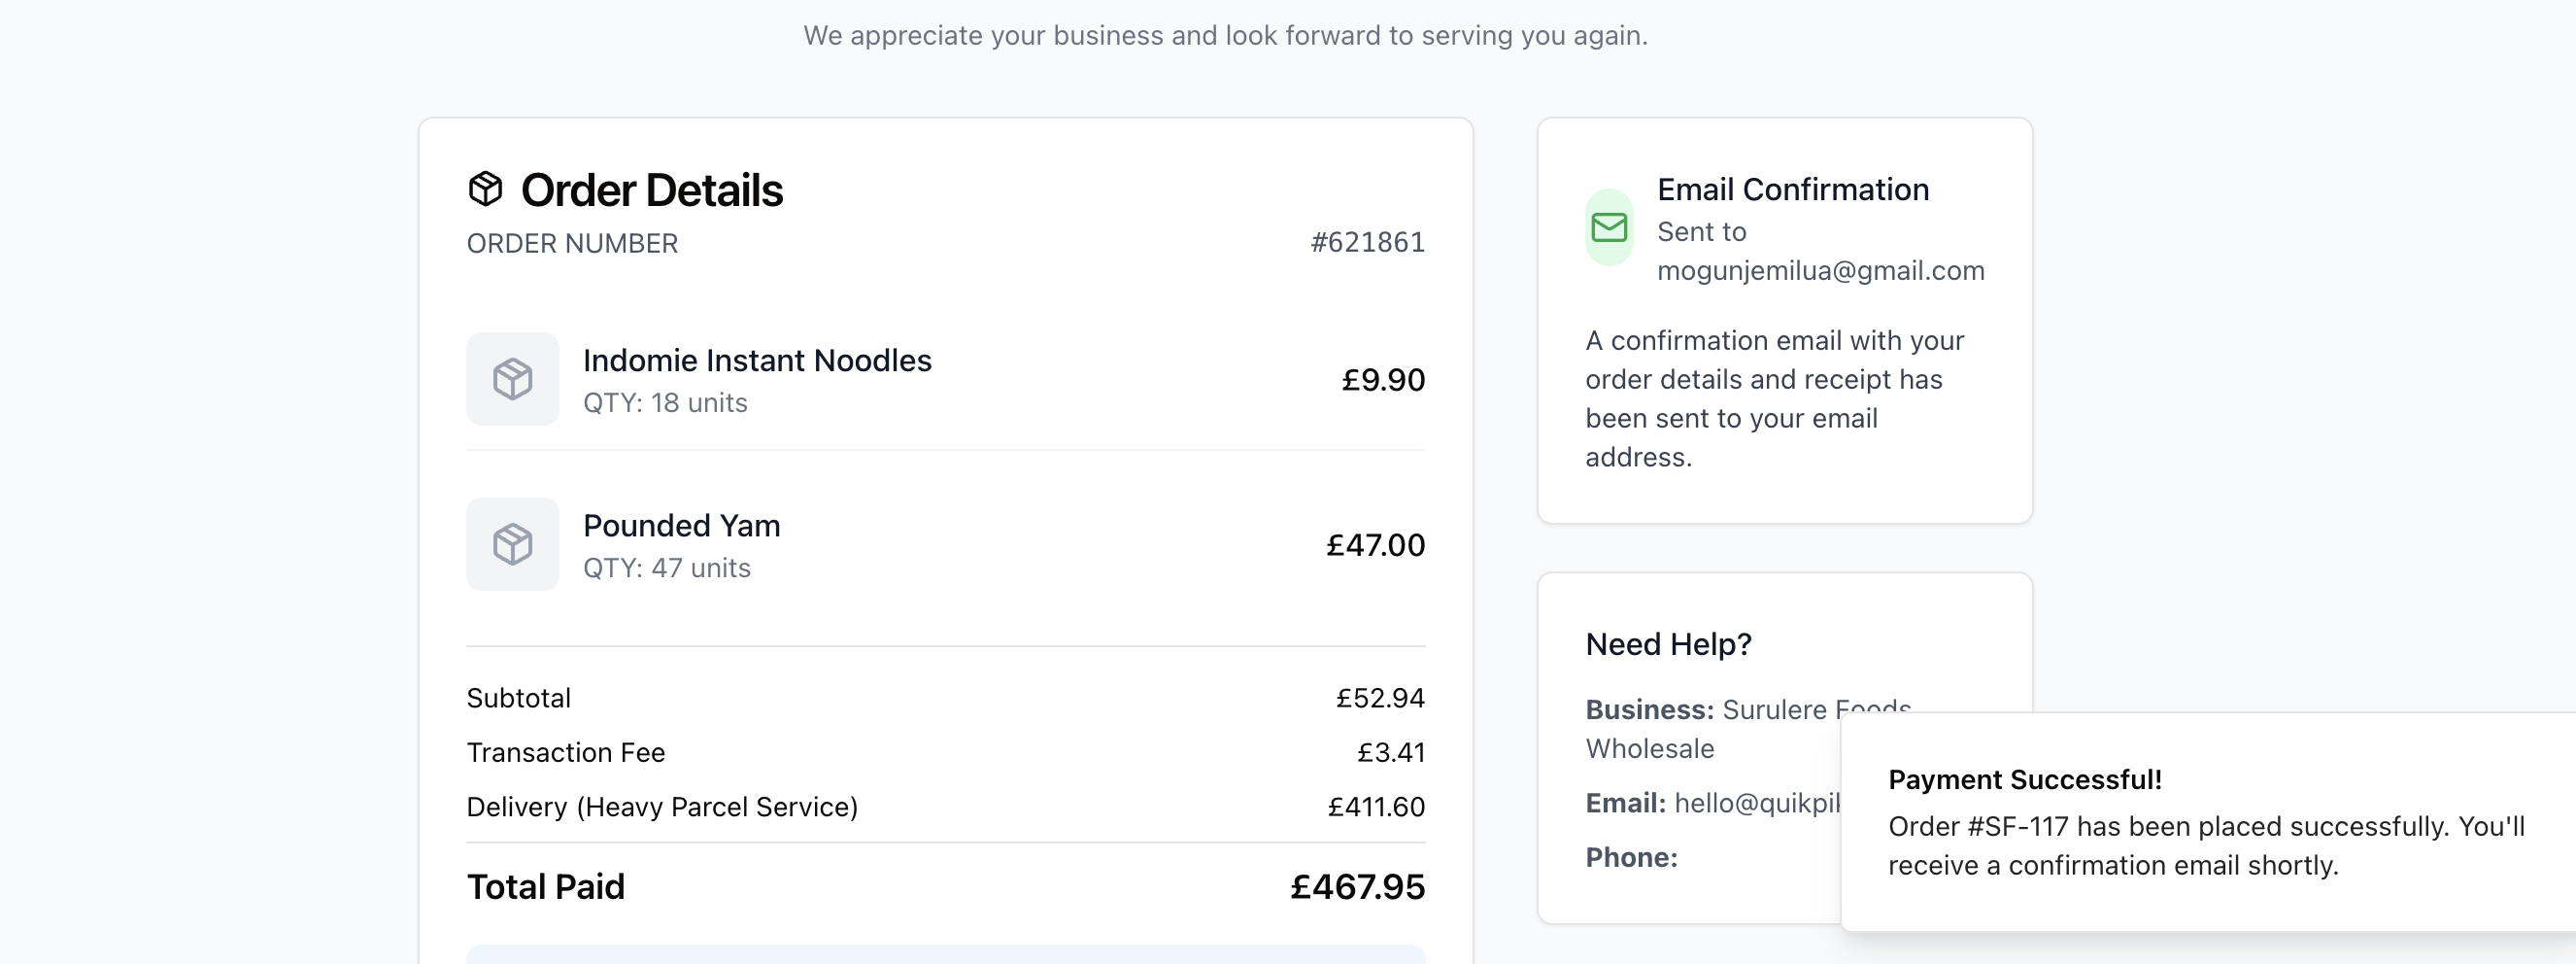 We appreciate your business and look forward to serving you again.
Order Details
ORDER NUMBER
#621861
Indomie Instant Noodles
QTY: 18 units
£9.90
Pounded Yam
QTY: 47 units
£47.00
Subtotal
£52.94
Transaction Fee
£3.41
Delivery (Heavy Parcel Service)
£411.60
Total Paid
£467.95
Email Confirmation
Sent to
mogunjemilua@gmail.com
A confirmation email with your
order details and receipt has
been sent to your email
address.
Need Help?
Business: Surulere Foods
Wholesale
Email: hello@quikpik
Phone:
Payment Successful!
Order #SF-117 has been placed successfully. You'll
receive a confirmation email shortly.